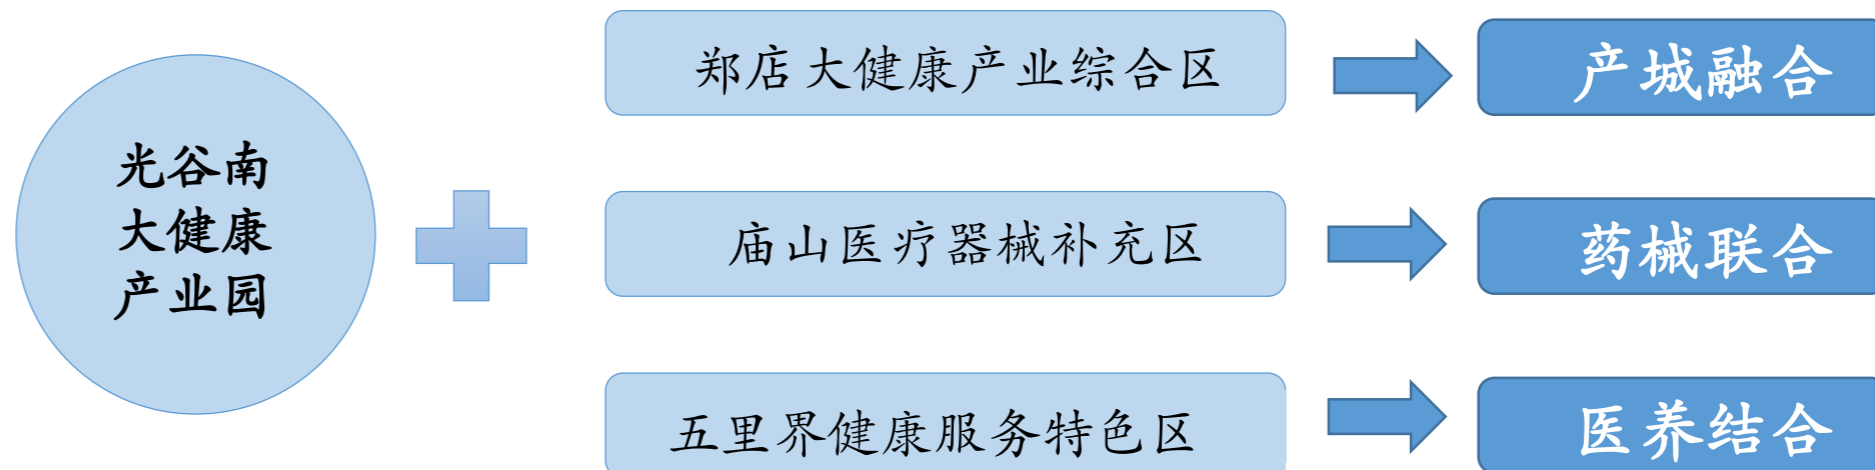 光谷南
大健康
产业园
郑店大健康产业综合区
产城融合
庙山医疗器械补充区
药械联合
五里界健康服务特色区
医养结合